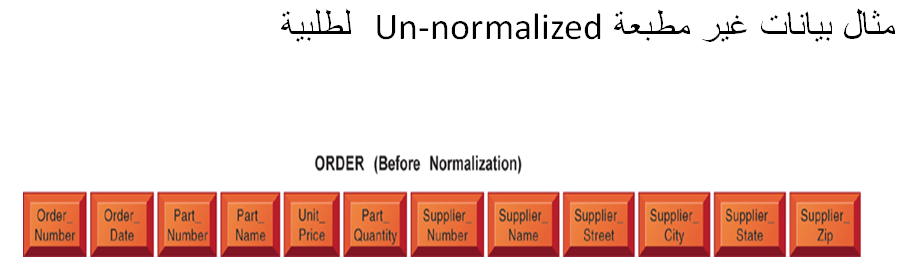 مثال بيانات غير مطبعة Un-normalized لطلبية
ORDER (Before Normalization)
Order_ Number
Order_ Date
Part_ Number
Part_ Name
Unit_ Price
Part_ Quantity
Supplier_ Number
Supplier_ Name
Supplier_ Street
Supplier_ City
Supplier_ State
Supplier_ Zip